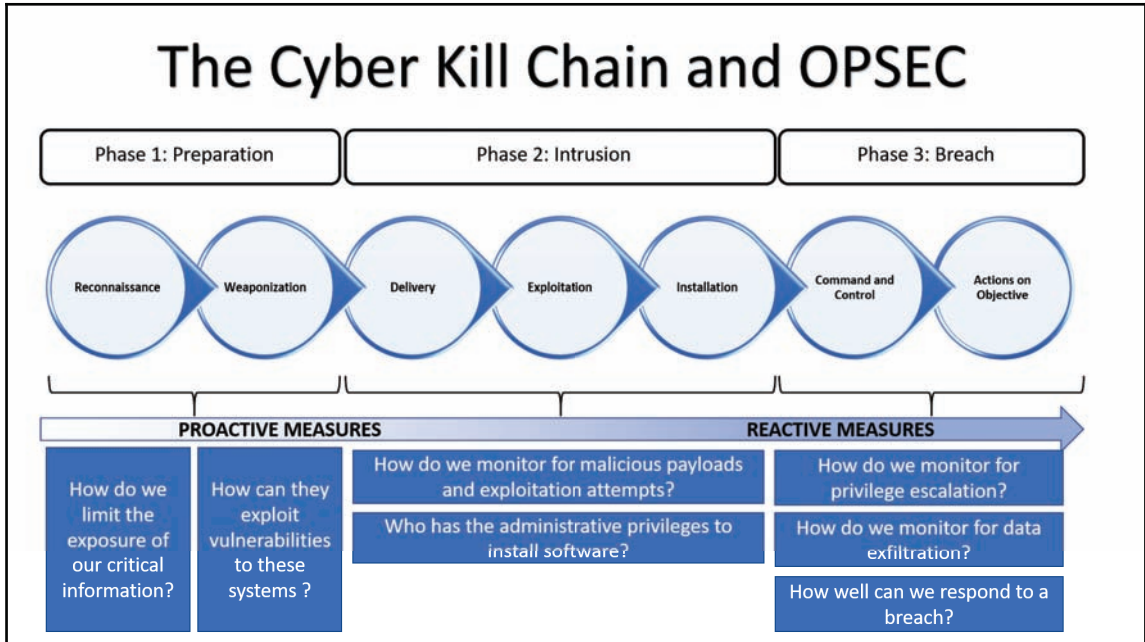 The Cyber Kill Chain and OPSEC
Phase 1: Preparation
Phase 2: Intrusion
Phase 3: Breach
Reconnaissance
Weaponization
Delivery
Exploitation
Installation
Command and
Control
Actions on
Objective
PROACTIVE MEASURES
REACTIVE MEASURES
How do we
limit the
exposure of
our critical
information?
How can they
exploit
vulnerabilities
to these
systems ?
How do we monitor for malicious payloads
and exploitation attempts?
Who has the administrative privileges to
install software?
How do we monitor for
privilege escalation?
How do we monitor for data
exfiltration?
How well can we respond to a
breach?